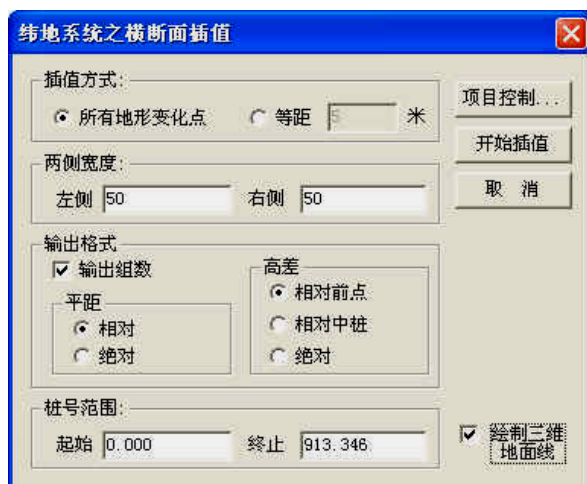 纬地系统之横断面插值
插值方式:
所有地形变化点 等距 5 米
项目控制...
开始插值
取 消
两侧宽度:
左侧 50 右侧 50
输出格式
输出组数
平距
相对
绝对
高差
相对前点
相对中桩
绝对
桩号范围:
起始 0.000 终止 913.346
绘制三维
地面线